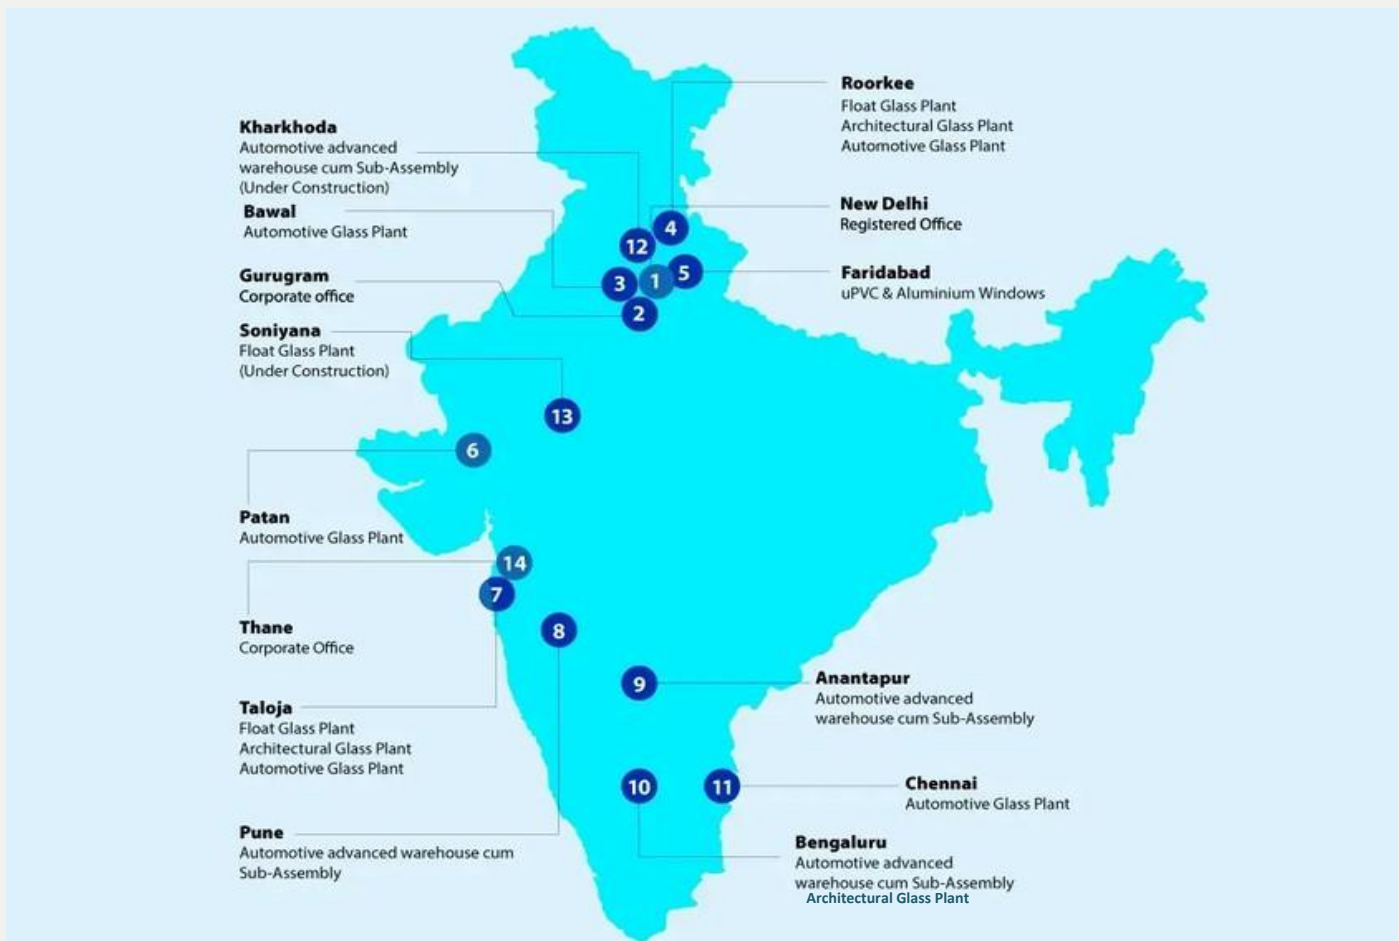 Kharkhoda
Automotive advanced
warehouse cum Sub-Assembly
(Under Construction)
Bawal
Automotive Glass Plant
Gurugram
Corporate office
Soniyana
Float Glass Plant
(Under Construction)
Patan
Automotive Glass Plant
Thane
Corporate Office
Taloja
Float Glass Plant
Architectural Glass Plant
Automotive Glass Plant
Pune
Automotive advanced warehouse cum
Sub-Assembly
4
12
5
3
1
2
13
6
14
7
8
9
10
11
Roorkee
Float Glass Plant
Architectural Glass Plant
Automotive Glass Plant
New Delhi
Registered Office
Faridabad
uPVC & Aluminium Windows
Anantapur
Automotive advanced
warehouse cum Sub-Assembly
Chennai
Automotive Glass Plant
Bengaluru
Automotive advanced
warehouse cum Sub-Assembly
Architectural Glass Plant